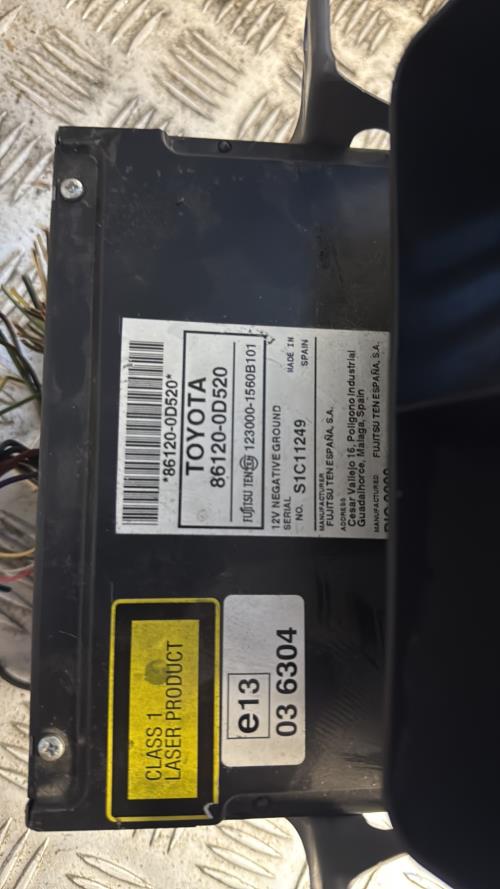 *86120-0D520*
TOYOTA
86120-0D520
FUJITSU TEN TEN 123000-1560B101
12V NEGATIVE GROUND
SERIAL
NO. S1C11249
MADE IN
SPAIN
MANUFACTURER
FUJITSU TEN ESPAÑA, S.A.
ADDRESS
Cesar Vallejo 16, Poligono Industrial
Guadalhorce, Malaga, Spain
MANUFACTURED FUJITSU TEN ESPAÑA, S.A.
CLASS 1
LASER PRODUCT
e13
03 6304